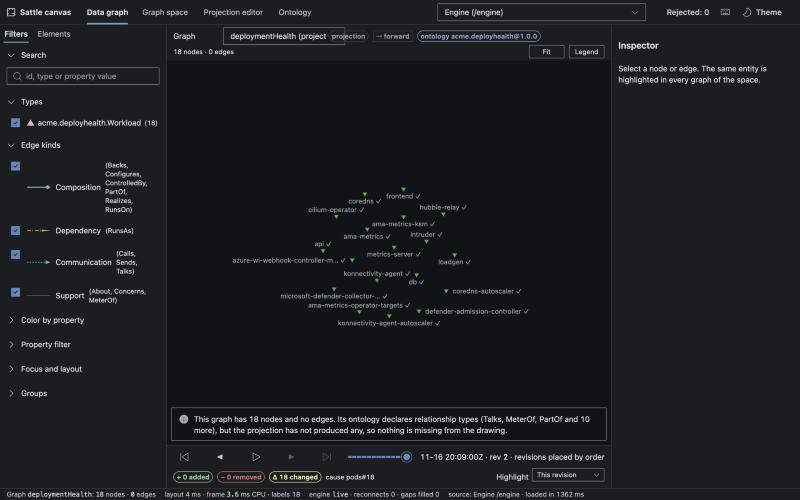 Sattle canvas
Data graph
Graph space
Projection editor
Ontology
Engine (/engine)
Rejected: 0
Theme
Filters
Elements
Search
id, type or property value
Types
acme.deployhealth.Workload (18)
Edge kinds
Composition
(Backs,
Configures,
ControlledBy,
PartOf,
Realizes,
RunsOn)
Dependency (RunsAs)
Communication
(Calls,
Sends,
Talks)
Support
(About, Concerns,
MeterOf)
Color by property
Property filter
Focus and layout
Groups
Graph
deploymentHealth (project
projection
→ forward
ontology acme.deployhealth@1.0.0
18 nodes · 0 edges
Fit
Legend
frontend ✓
coredns ✓
cilium-operator ✓
hubble-relay ✓
ama-metrics-ksm ✓
ama-metrics ✓
intruder ✓
api ✓
metrics-server ✓
azure-wi-webhook-controller-m... ✓
loadgen ✓
konnectivity-agent ✓
db ✓
microsoft-defender-collector-... ✓
coredns-autoscaler ✓
ama-metrics-operator-targets ✓
defender-admission-controller ✓
konnectivity-agent-autoscaler ✓
This graph has 18 nodes and no edges. Its ontology declares relationship types (Talks, MeterOf, PartOf and 10
more), but the projection has not produced any, so nothing is missing from the drawing.
11-16 20:09:00Z · rev 2 · revisions placed by order
+ 0 added
− 0 removed
Δ 18 changed
cause pods#18
Highlight
This revision
Inspector
Select a node or edge. The same entity is
highlighted in every graph of the space.
Graph deploymentHealth: 18 nodes · 0 edges
layout 4 ms · frame 3.6 ms CPU · labels 18
engine live · reconnects 0 · gaps filled 0
source: Engine /engine · loaded in 1362 ms